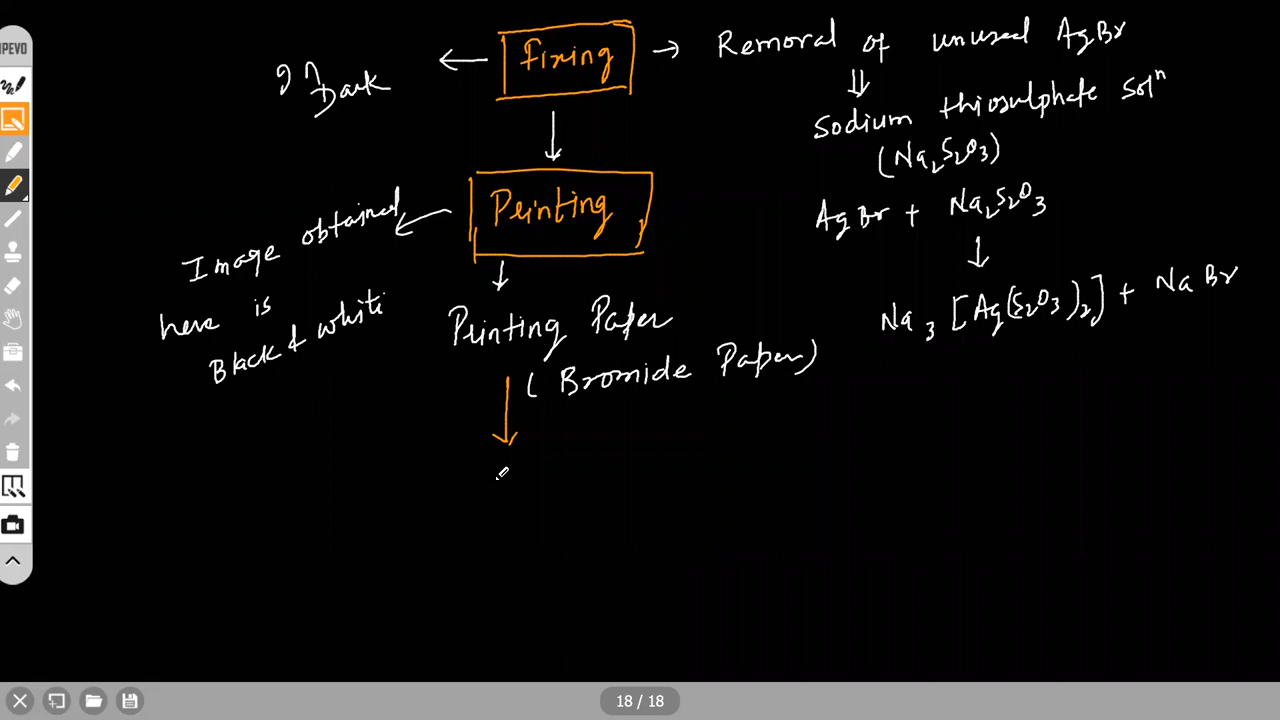 IPEVO
Fixing
In Dark
Removal of unused AgBr
Sodium thiosulphate Solⁿ
(Na₂S₂O₃)
AgBr + Na₂S₂O₃
Na₃[Ag(S₂O₃)₂] + NaBr
Printing
Image obtained
here is
Black & white
Printing Paper
(Bromide Paper)
18 / 18